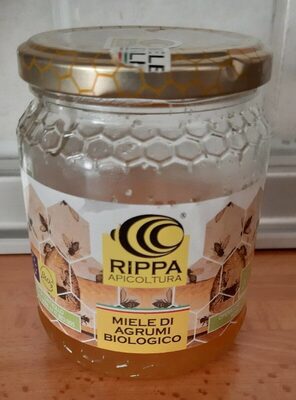 RIPPA
®
APICOLTURA
MIELE DI
AGRUMI
BIOLOGICO